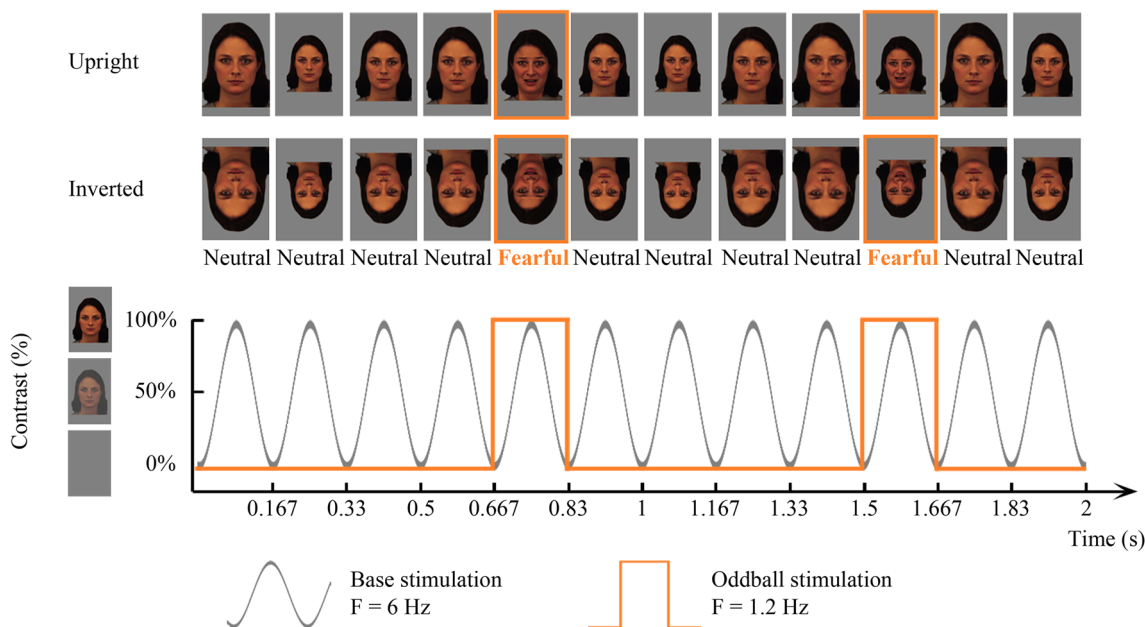 Upright
Inverted
Neutral Neutral Neutral Neutral Fearful Neutral Neutral Neutral Neutral Fearful Neutral Neutral
Contrast (%)
100%
50%
0%
0.167 0.33 0.5 0.667 0.83 1 1.167 1.33 1.5 1.667 1.83 2
Time (s)
Base stimulation
F = 6 Hz
Oddball stimulation
F = 1.2 Hz